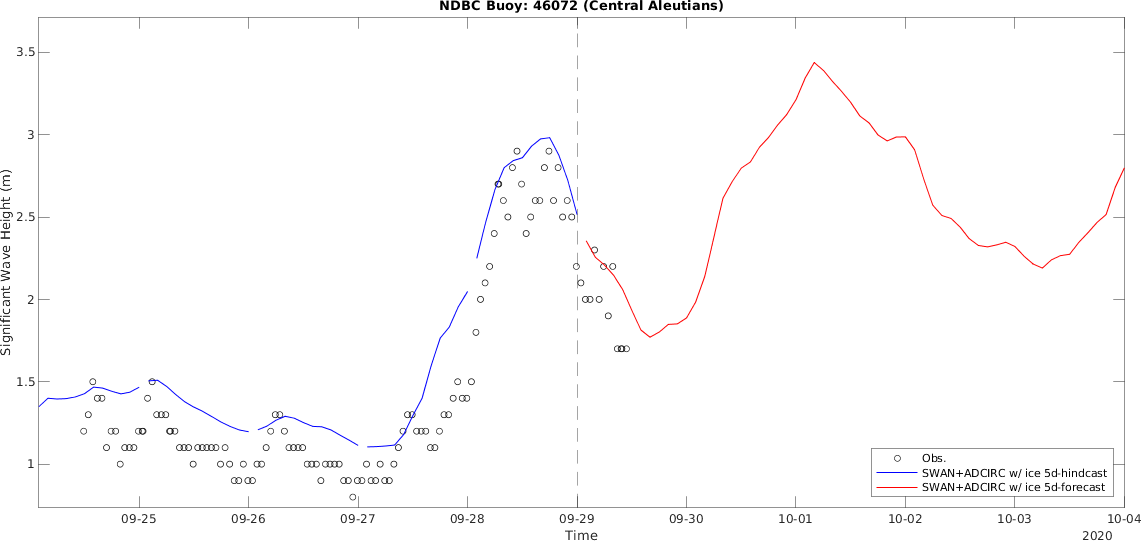 NDBC Buoy: 46072 (Central Aleutians)
Significant Wave Height (m)
3.5
3
2.5
2
1.5
1
Obs.
SWAN+ADCIRC w/ ice 5d-hindcast
SWAN+ADCIRC w/ ice 5d-forecast
09-25 09-26 09-27 09-28 09-29 09-30 10-01 10-02 10-03 10-04
Time
2020